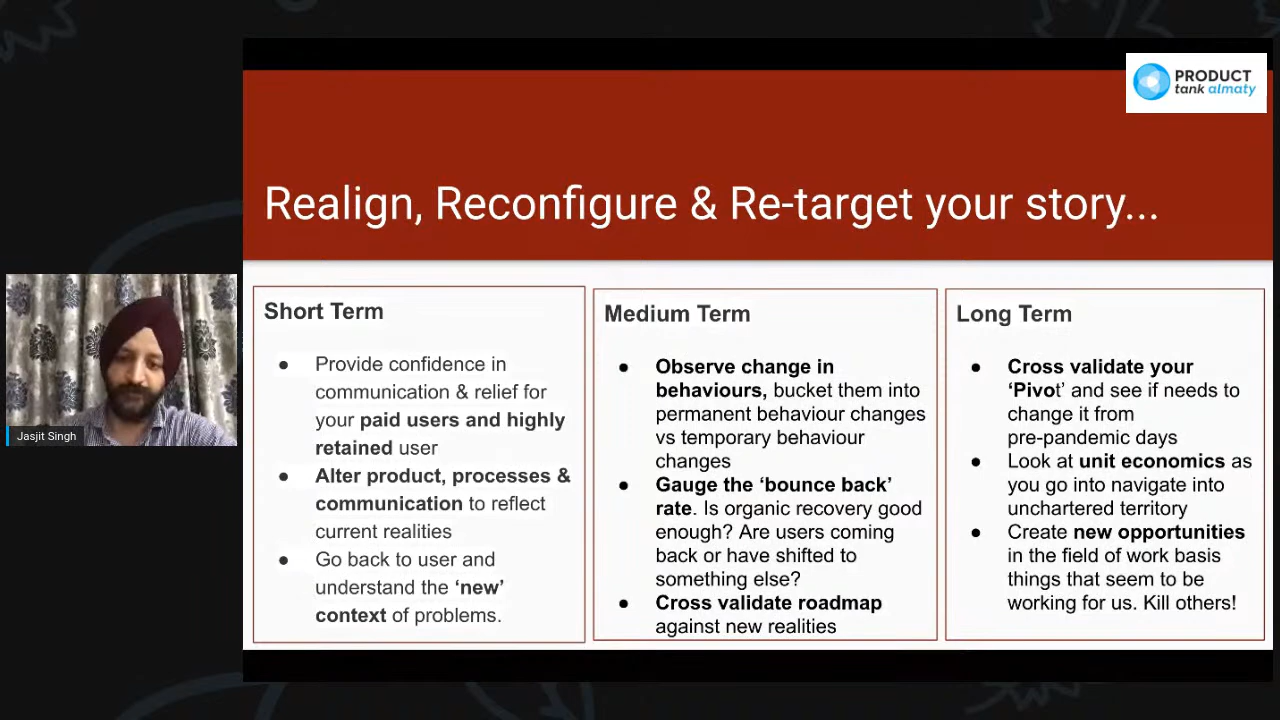 PRODUCT
tank almaty
Realign, Reconfigure & Re-target your story...
Jasjit Singh
Short Term
● Provide confidence in
communication & relief for
your paid users and highly
retained user
● Alter product, processes &
communication to reflect
current realities
● Go back to user and
understand the ‘new’
context of problems.
Medium Term
● Observe change in
behaviours, bucket them into
permanent behaviour changes
vs temporary behaviour
changes
● Gauge the ‘bounce back’
rate. Is organic recovery good
enough? Are users coming
back or have shifted to
something else?
● Cross validate roadmap
against new realities
Long Term
● Cross validate your
‘Pivot’ and see if needs to
change it from
pre-pandemic days
● Look at unit economics as
you go into navigate into
unchartered territory
● Create new opportunities
in the field of work basis
things that seem to be
working for us. Kill others!